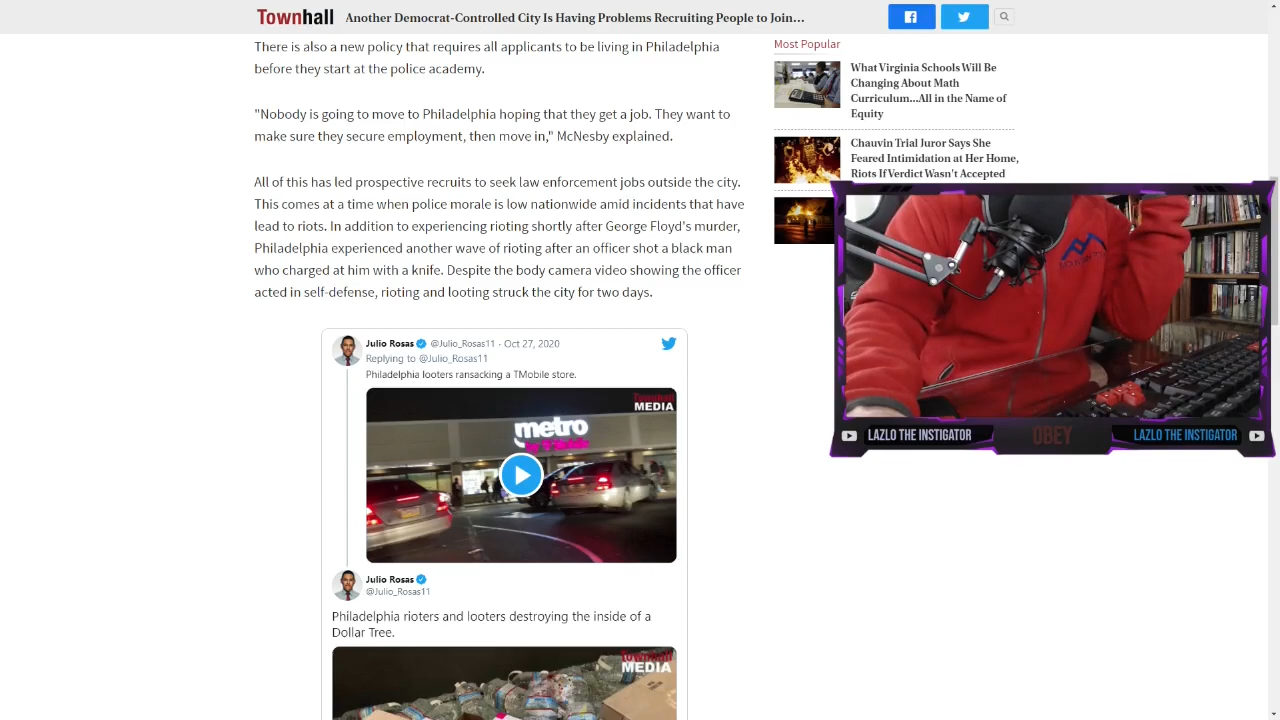 Townhall Another Democrat-Controlled City Is Having Problems Recruiting People to Join...
There is also a new policy that requires all applicants to be living in Philadelphia
before they start at the police academy.
"Nobody is going to move to Philadelphia hoping that they get a job. They want to
make sure they secure employment, then move in," McNesby explained.
All of this has led prospective recruits to seek law enforcement jobs outside the city.
This comes at a time when police morale is low nationwide amid incidents that have
lead to riots. In addition to experiencing rioting shortly after George Floyd's murder,
Philadelphia experienced another wave of rioting after an officer shot a black man
who charged at him with a knife. Despite the body camera video showing the officer
acted in self-defense, rioting and looting struck the city for two days.
Julio Rosas @Julio_Rosas11 · Oct 27, 2020
Replying to @Julio_Rosas11
Philadelphia looters ransacking a TMobile store.
Townhall
MEDIA
metro
by T-Mobile
Julio Rosas
@Julio_Rosas11
Philadelphia rioters and looters destroying the inside of a
Dollar Tree.
Townhall
MEDIA
Most Popular
What Virginia Schools Will Be
Changing About Math
Curriculum...All in the Name of
Equity
Chauvin Trial Juror Says She
Feared Intimidation at Her Home,
Riots If Verdict Wasn't Accepted
LAZLO THE INSTIGATOR
OBEY
LAZLO THE INSTIGATOR